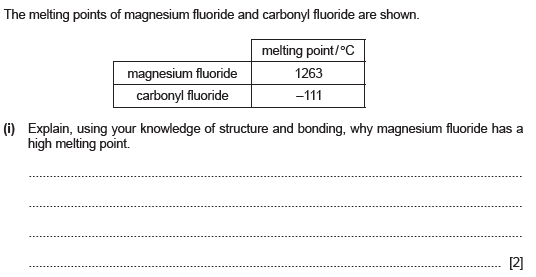 The melting points of magnesium fluoride and carbonyl fluoride are shown.
melting point/°C
magnesium fluoride 1263
carbonyl fluoride –111
(i) Explain, using your knowledge of structure and bonding, why magnesium fluoride has a
high melting point.
[2]